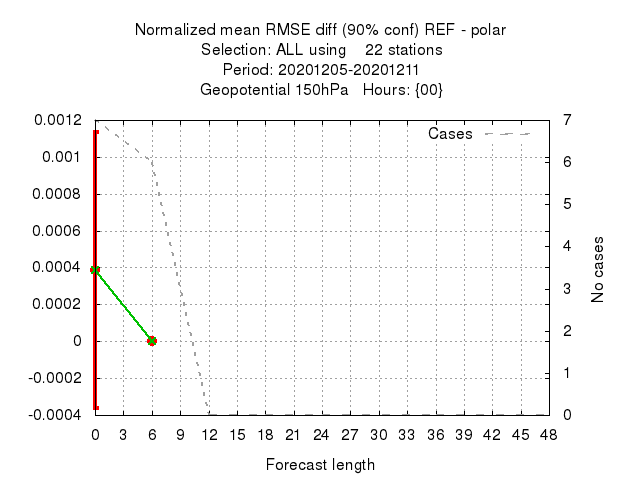 Normalized mean RMSE diff (90% conf) REF - polar
Selection: ALL using 22 stations
Period: 20201205-20201211
Geopotential 150hPa Hours: {00}
Cases
0.0012
0.001
0.0008
0.0006
0.0004
0.0002
0
-0.0002
-0.0004
7
6
5
4
3
2
1
0
No cases
0 3 6 9 12 15 18 21 24 27 30 33 36 39 42 45 48
Forecast length